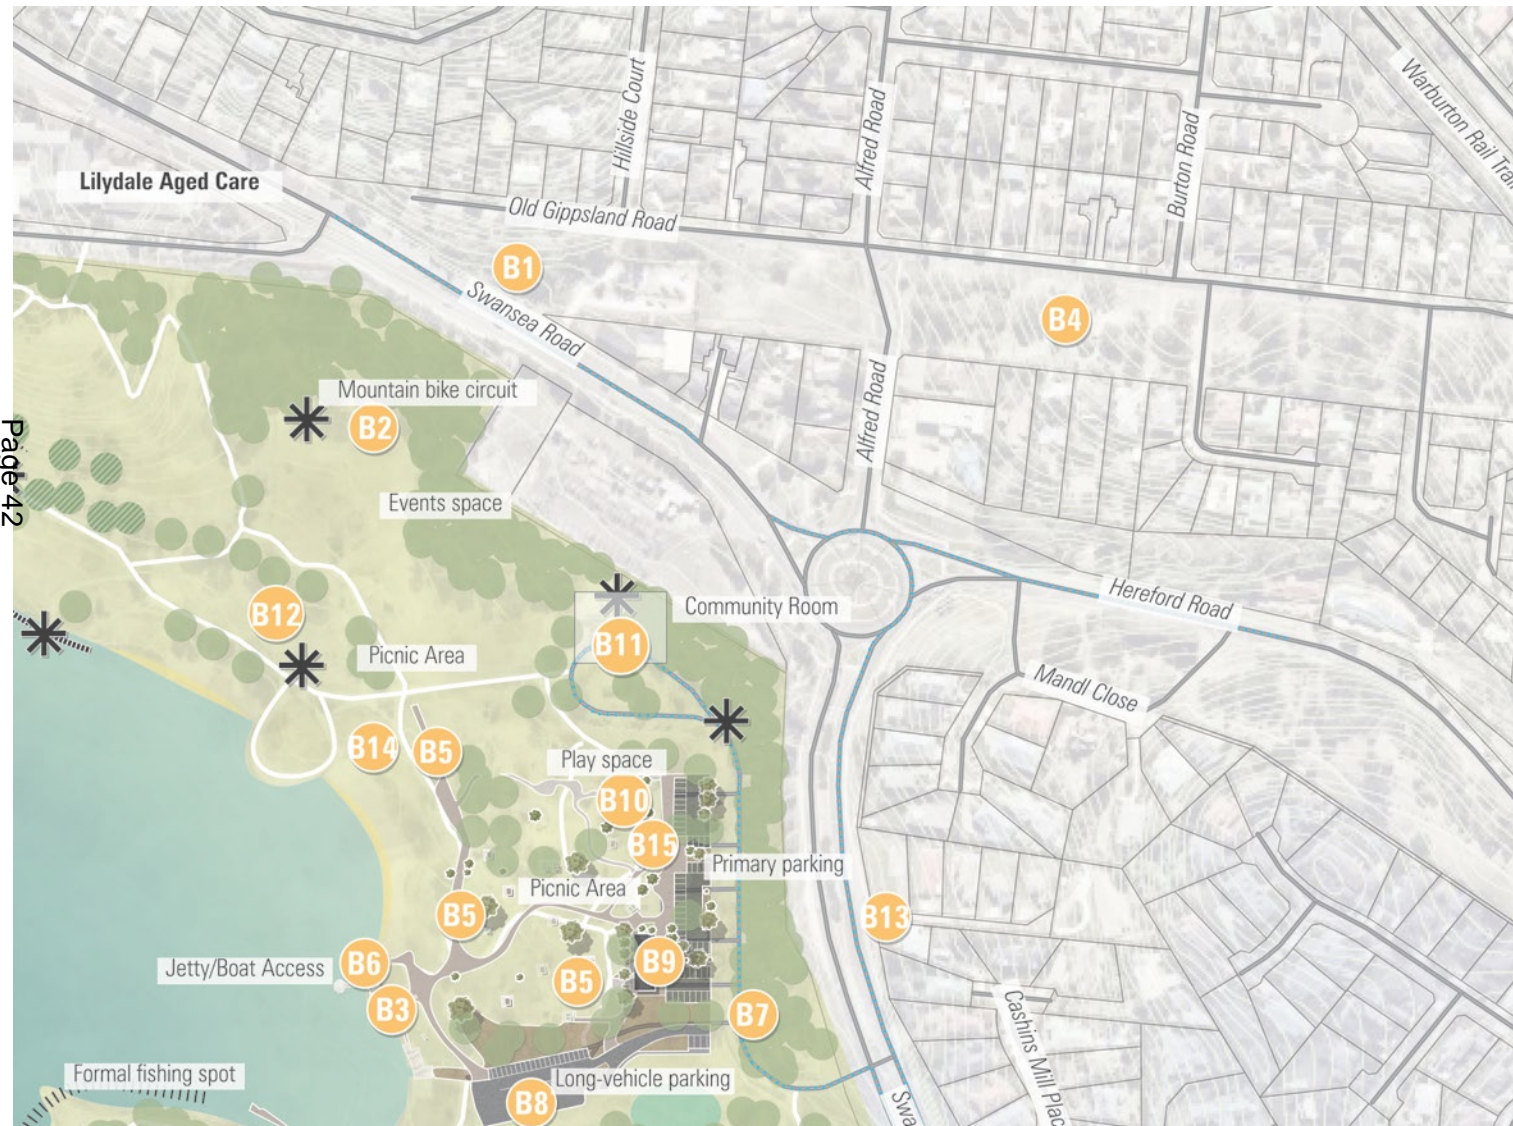 Hillside Court
Alfred Road
Burton Road
Warburton Rail Trail
Lilydale Aged Care
Old Gippsland Road
B1
Swansea Road
B4
Mountain bike circuit
B2
Alfred Road
Page 42
Events space
Hereford Road
B12
Community Room
B11
Picnic Area
Mandl Close
B14
B5
Play space
B10
B15
Primary parking
Picnic Area
B5
B13
B6
Jetty/Boat Access
B9
B5
B3
B7
Cashins Mill Plac
Formal fishing spot
Long-vehicle parking
B8
Swa